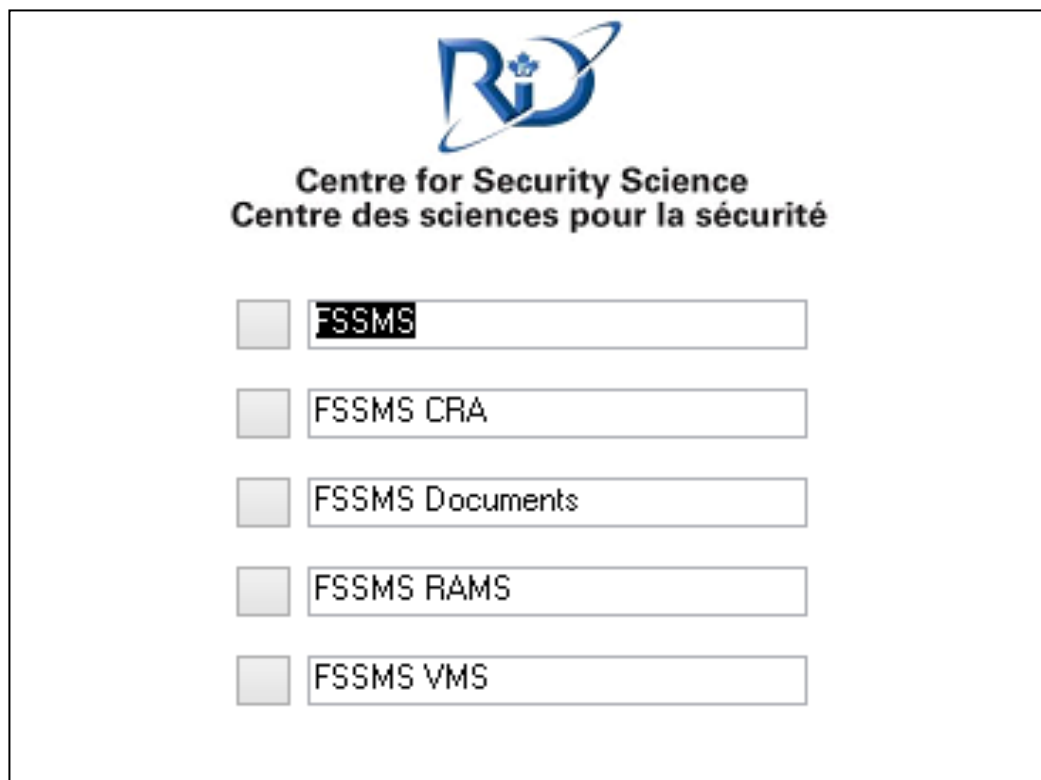 RD
Centre for Security Science
Centre des sciences pour la sécurité
FSSMS
FSSMS CRA
FSSMS Documents
FSSMS RAMS
FSSMS VMS